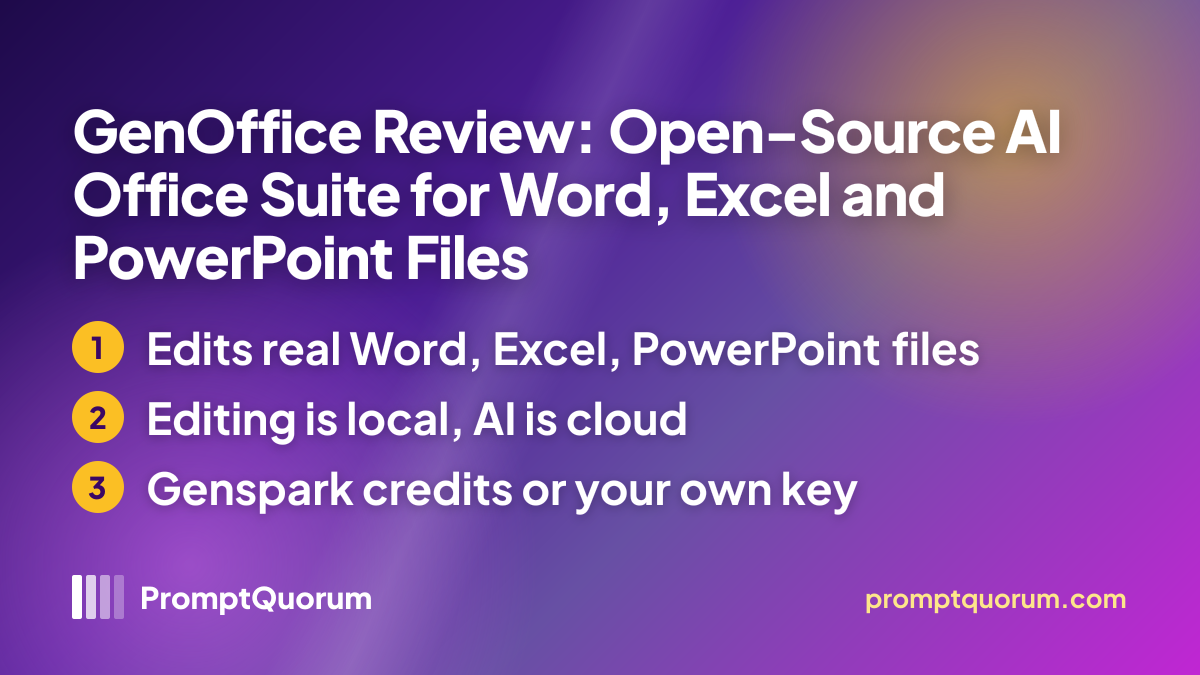 GenOffice Review: Open-Source AI
Office Suite for Word, Excel and
PowerPoint Files
1 Edits real Word, Excel, PowerPoint files
2 Editing is local, AI is cloud
3 Genspark credits or your own key
PromptQuorum
promptquorum.com